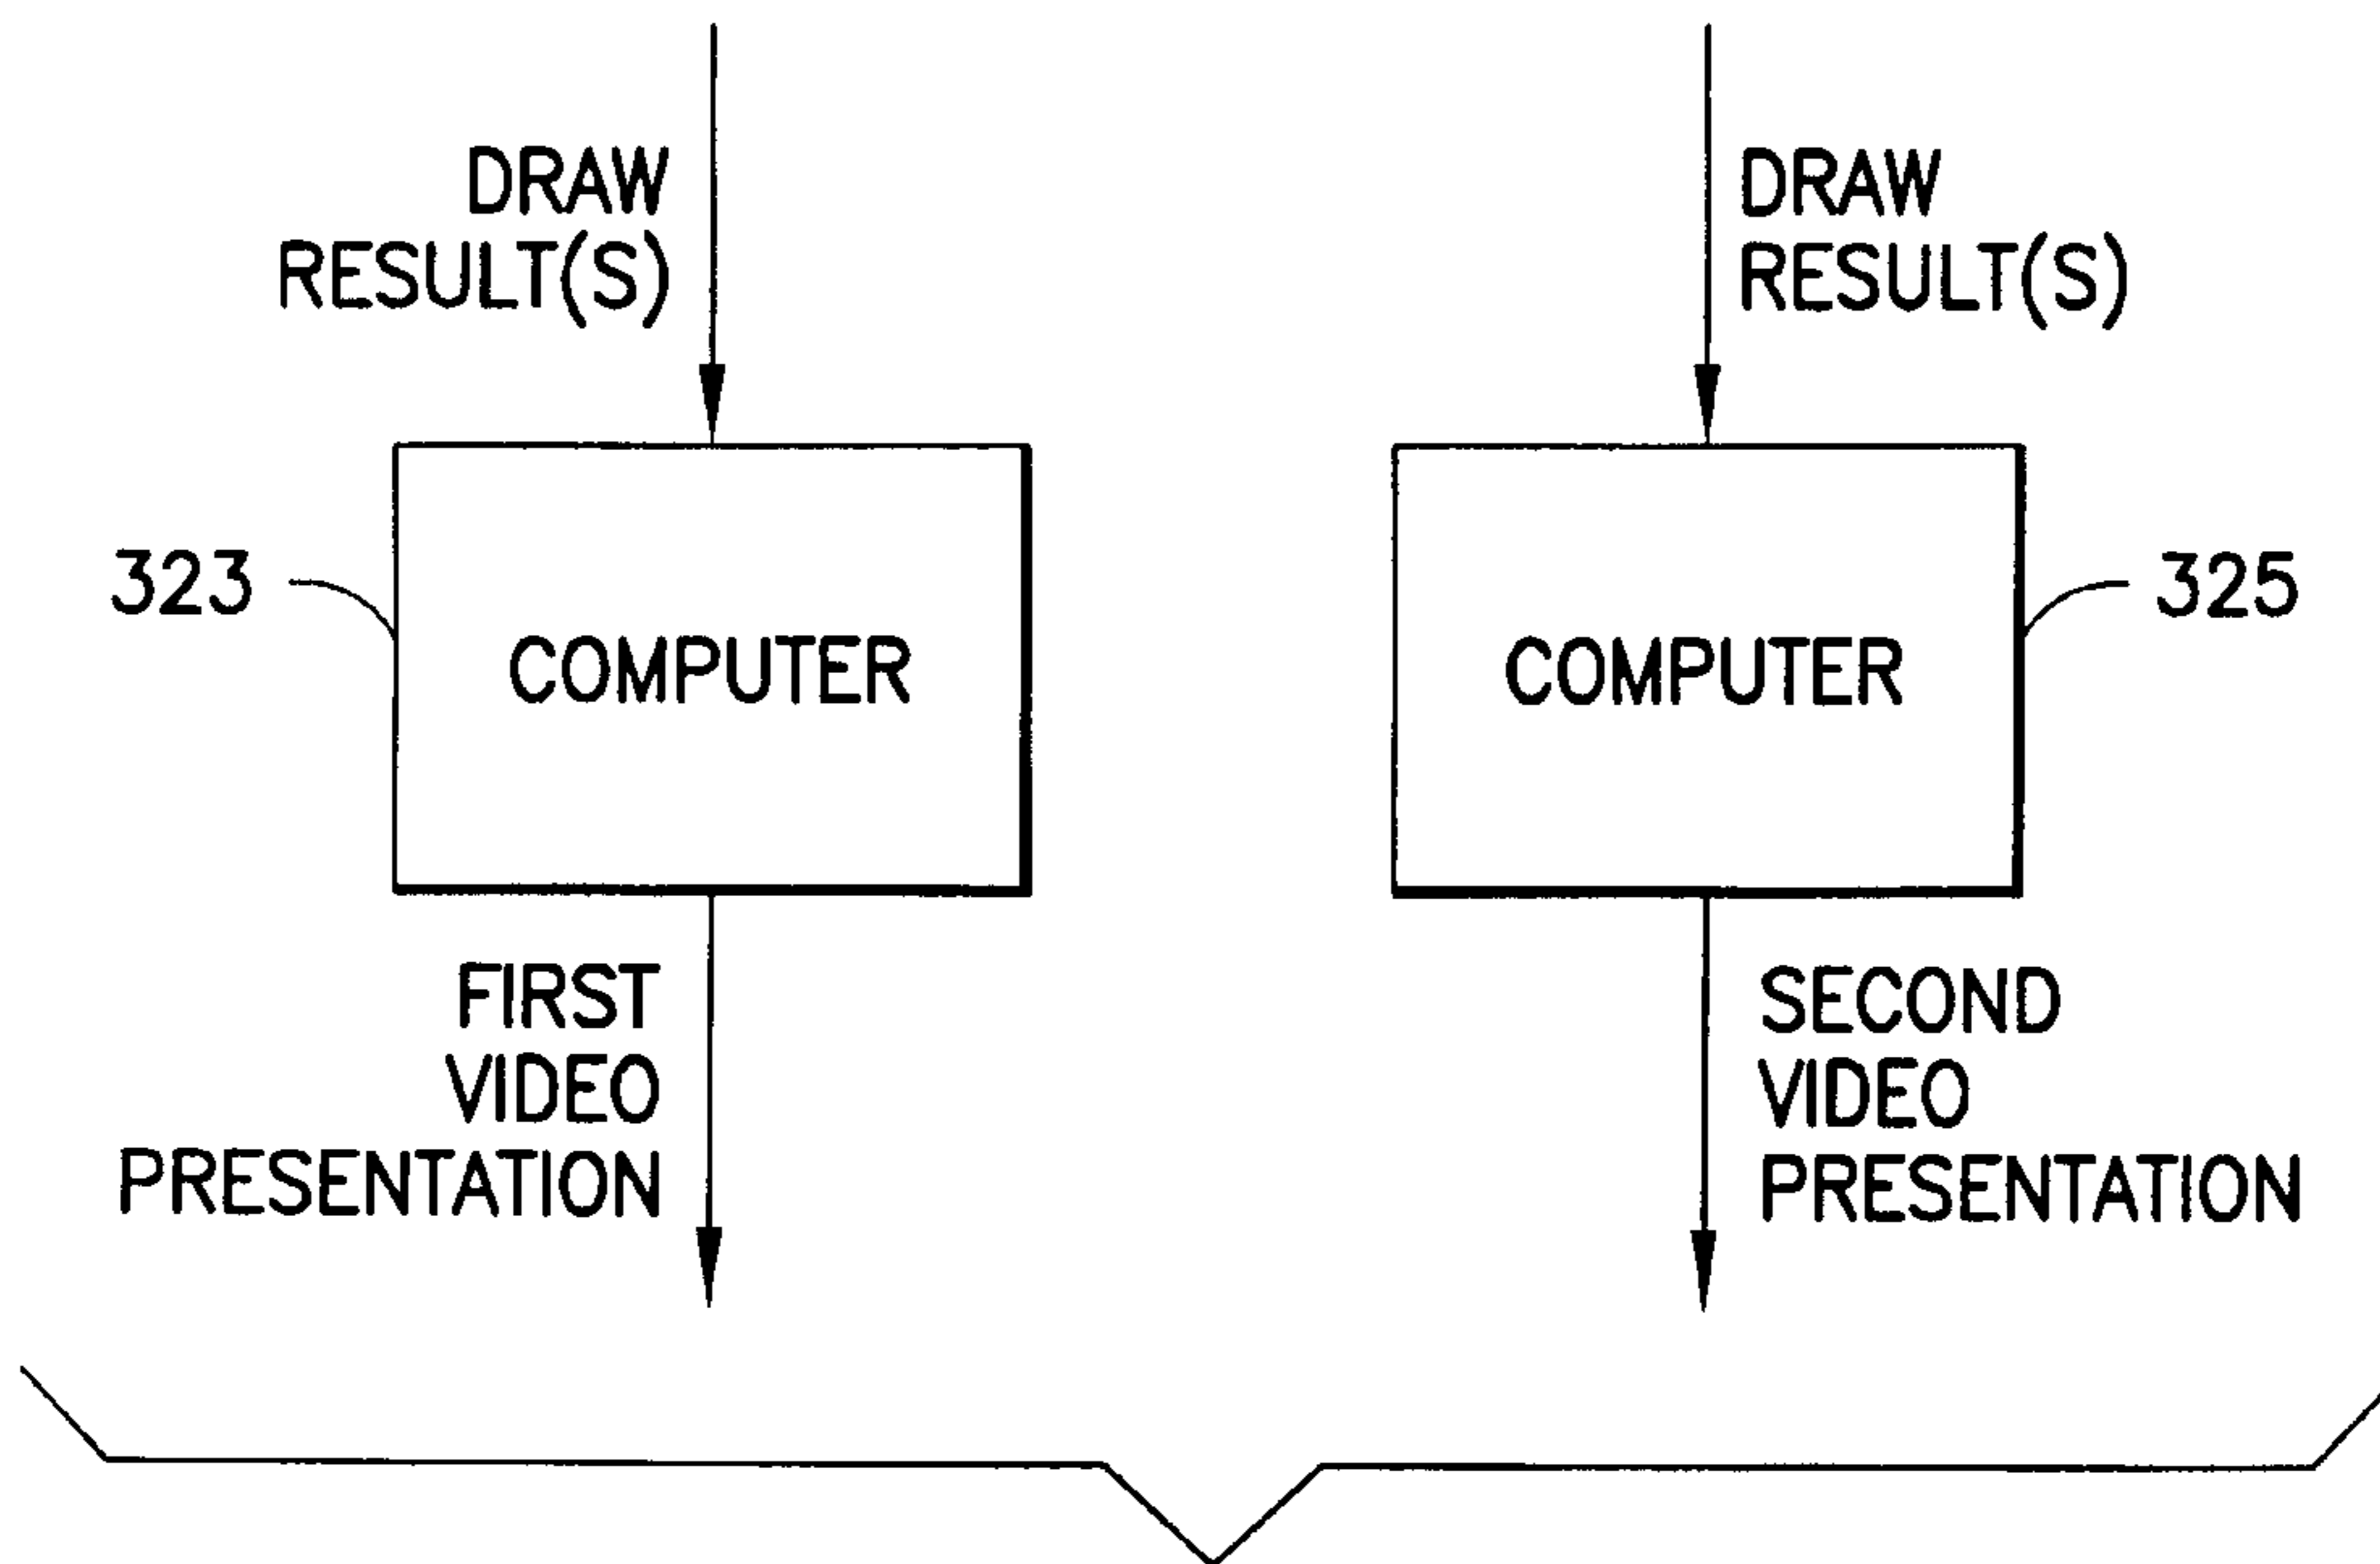 DRAW
RESULT(S)
DRAW
RESULT(S)
323
COMPUTER
COMPUTER
325
FIRST
VIDEO
PRESENTATION
SECOND
VIDEO
PRESENTATION